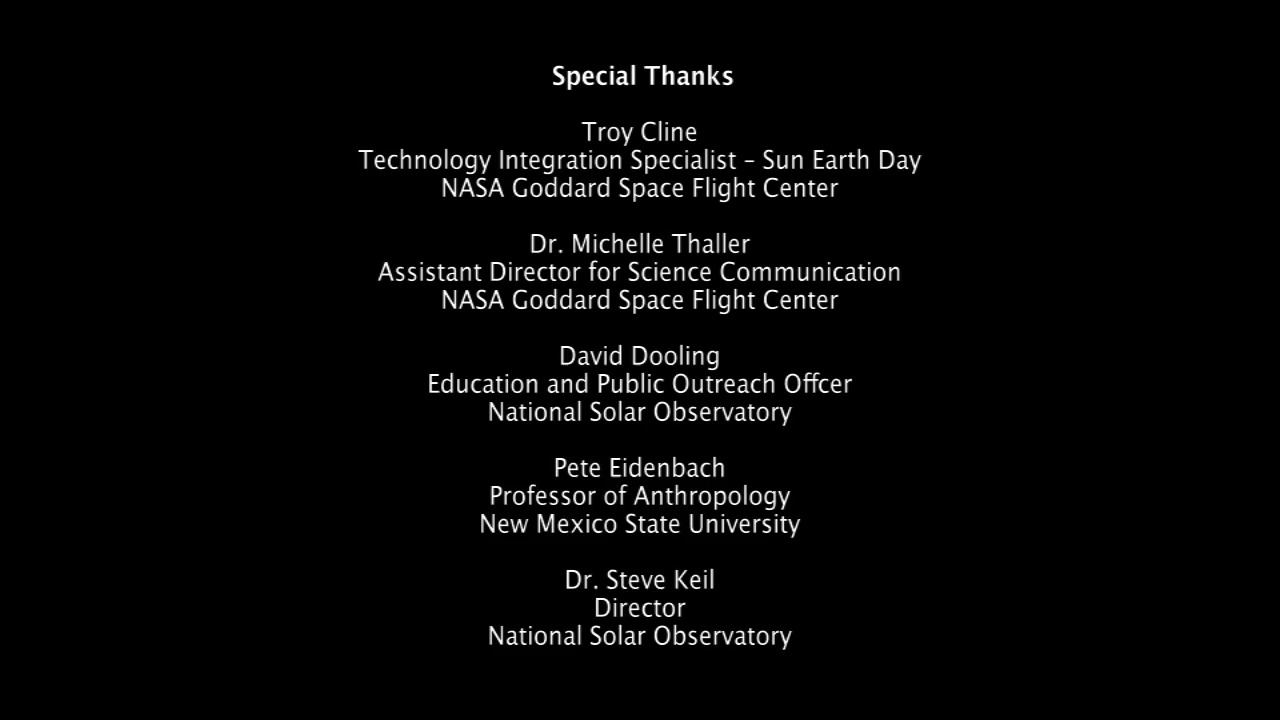 Special Thanks
Troy Cline
Technology Integration Specialist – Sun Earth Day
NASA Goddard Space Flight Center
Dr. Michelle Thaller
Assistant Director for Science Communication
NASA Goddard Space Flight Center
David Dooling
Education and Public Outreach Offcer
National Solar Observatory
Pete Eidenbach
Professor of Anthropology
New Mexico State University
Dr. Steve Keil
Director
National Solar Observatory